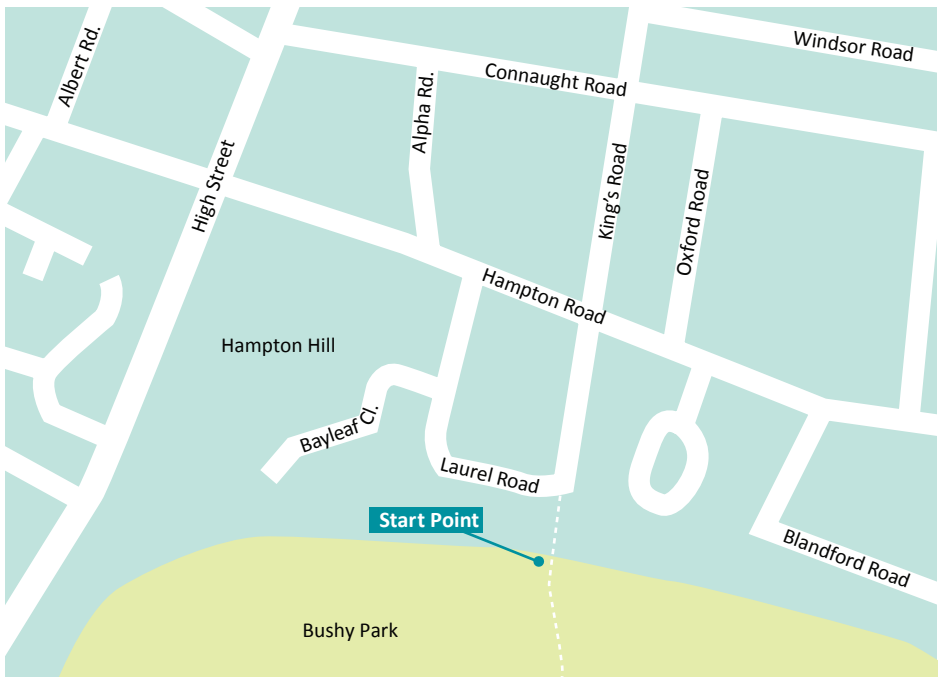 Windsor Road
Albert Rd.
Connaught Road
Alpha Rd.
High Street
King's Road
Oxford Road
Hampton Road
Hampton Hill
Bayleaf Cl.
Laurel Road
Start Point
Blandford Road
Bushy Park